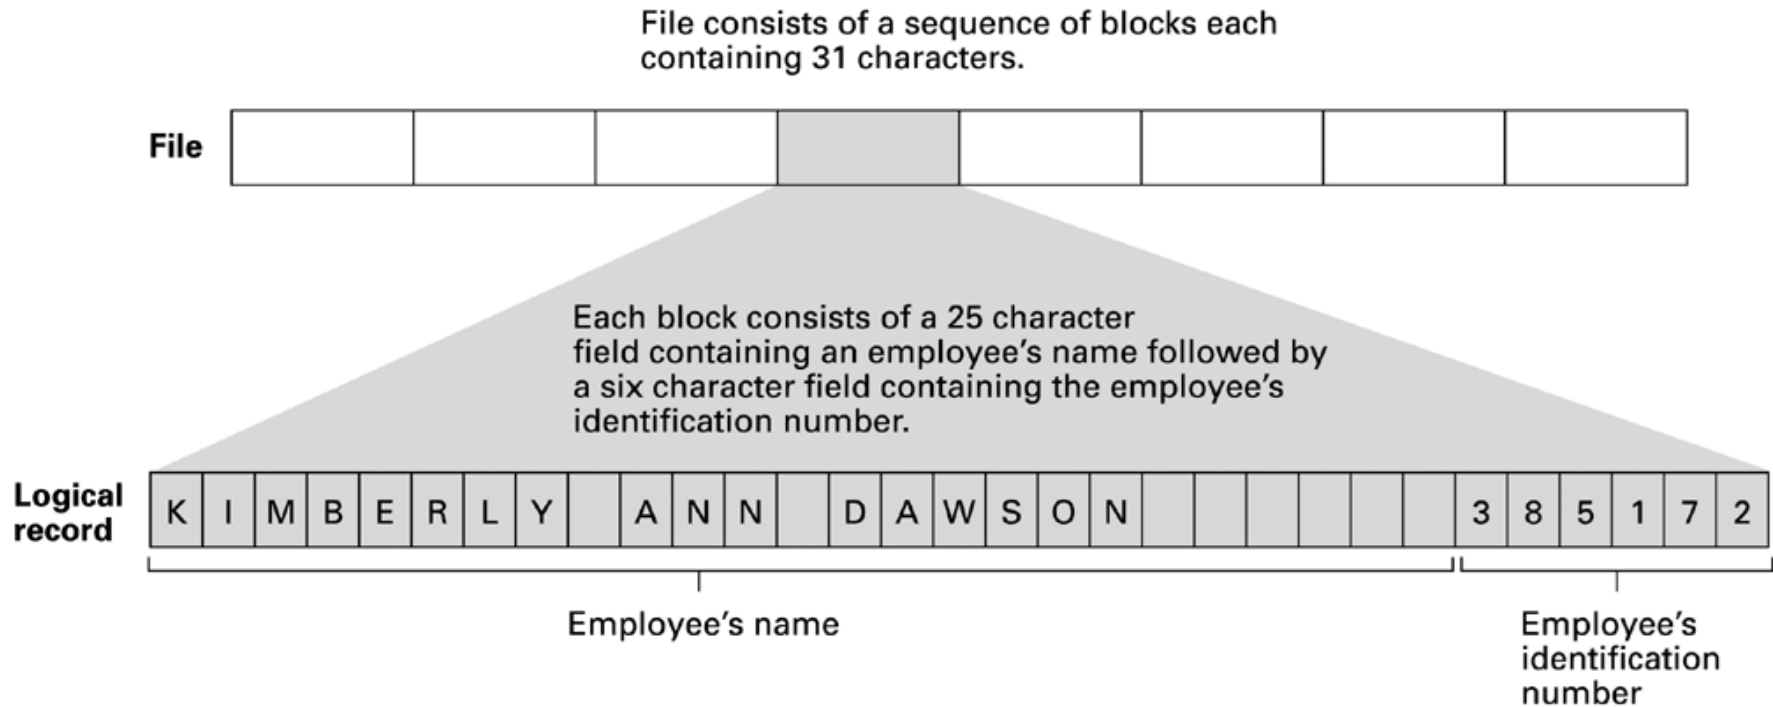 File consists of a sequence of blocks each
containing 31 characters.
File
Each block consists of a 25 character
field containing an employee's name followed by
a six character field containing the employee's
identification number.
Logical
record
K I M B E R L Y   A N N   D A W S O N             3 8 5 1 7 2
Employee's name
Employee's
identification
number